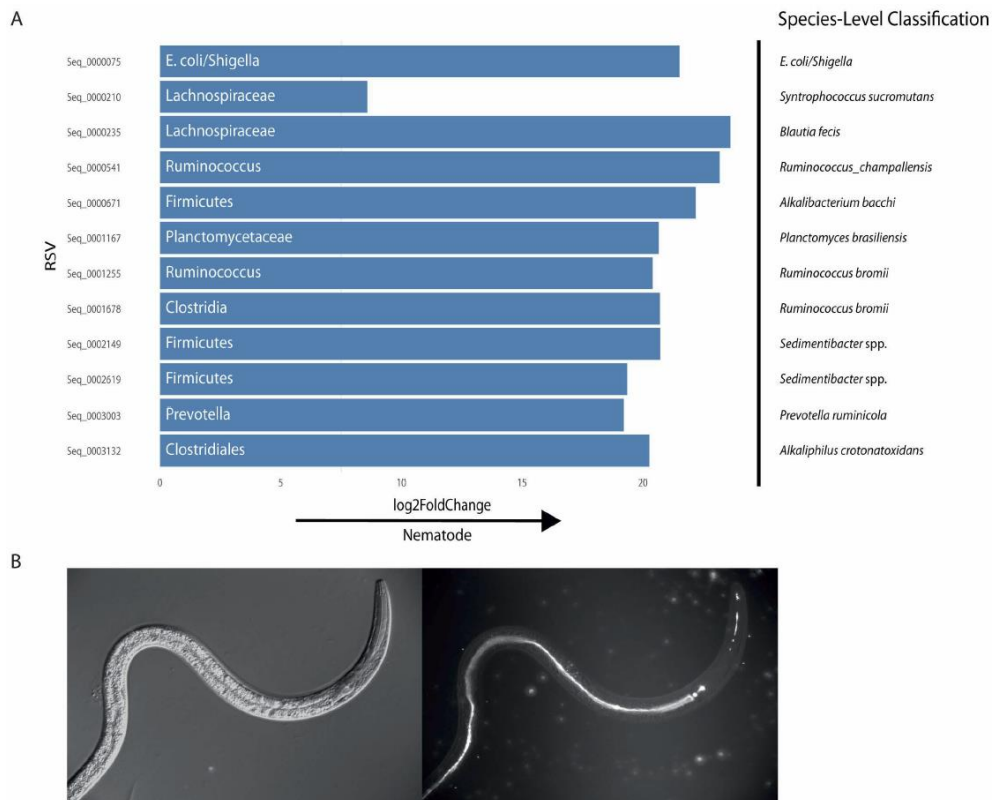 A
Species-Level Classification
Seq_0000075 E. coli/Shigella E. coli/Shigella
Seq_0000210 Lachnospiraceae Syntrophococcus sucromutans
Seq_0000235 Lachnospiraceae Blautia fecis
Seq_0000541 Ruminococcus Ruminococcus_champallensis
Seq_0000671 Firmicutes Alkalibacterium bacchi
Seq_0001167 Planctomycetaceae Planctomyces brasiliensis
Seq_0001255 Ruminococcus Ruminococcus bromii
Seq_0001678 Clostridia Ruminococcus bromii
Seq_0002149 Firmicutes Sedimentibacter spp.
Seq_0002619 Firmicutes Sedimentibacter spp.
Seq_0003003 Prevotella Prevotella ruminicola
Seq_0003132 Clostridiales Alkaliphilus crotonatoxidans
RSV
0 5 10 15 20
log2FoldChange
Nematode
B